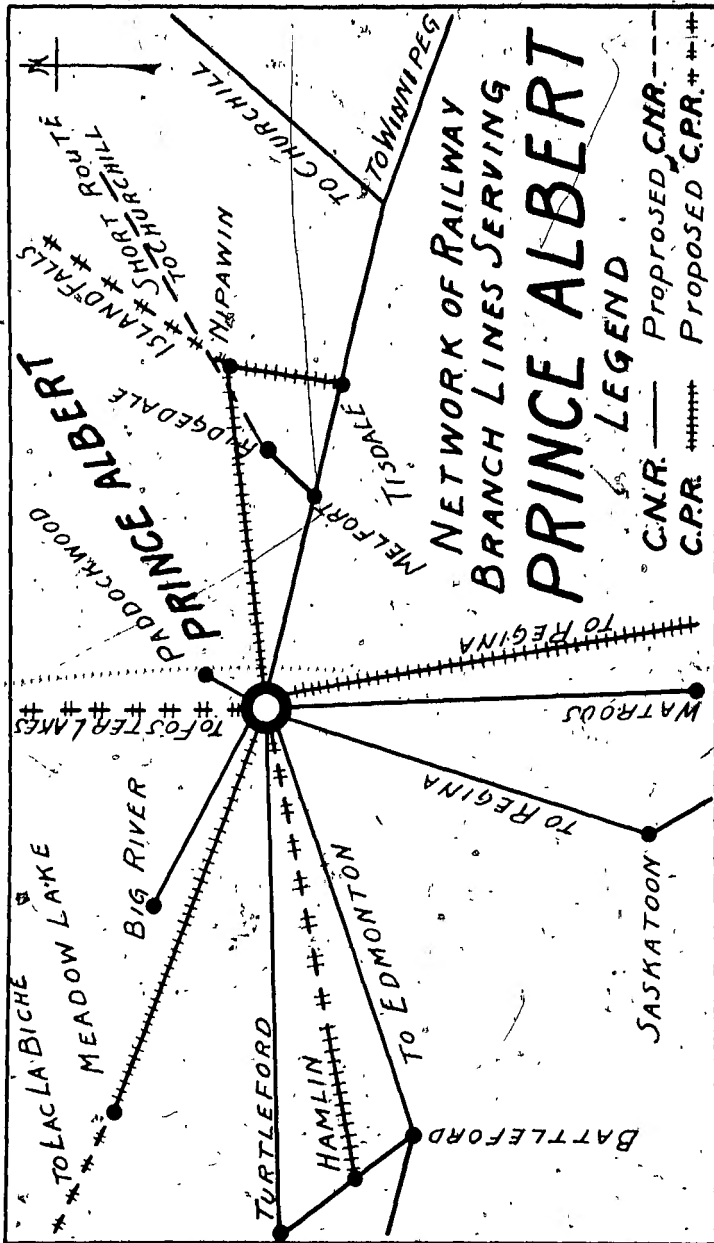 NETWORK OF RAILWAY
BRANCH LINES SERVING
PRINCE ALBERT
LEGEND
C.N.R. Proprosed C.N.R.
C.P.R. Proposed C.P.R.
N
TO LAC LA BICHE
MEADOW LAKE
BIG RIVER
TO FOSTER LAKES
PADDOCKWOOD
PRINCE ALBERT
RIDGEDALE
NIPAWIN
ISLAND FALLS
SHORT ROUTE
TO CHURCHILL
TO CHURCHILL
TO WINNIPEG
TISDALE
MELFORT
TURTLEFORD
HAMLIN
TO EDMONTON
BATTLEFORD
TO REGINA
SASKATOON
WATROUS
TO REGINA